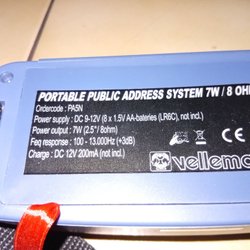 PORTABLE PUBLIC ADDRESS SYSTEM 7W / 8 OH
Ordercode : PA5N
Power supply : DC 9-12V (8 x 1.5V AA-bateries (LR6C), not incl.)
Power output : 7W (2.5" / 8ohm)
Feq response : 100 - 13.000Hz (+3dB)
Charge : DC 12V 200mA (not incl.)
velleman